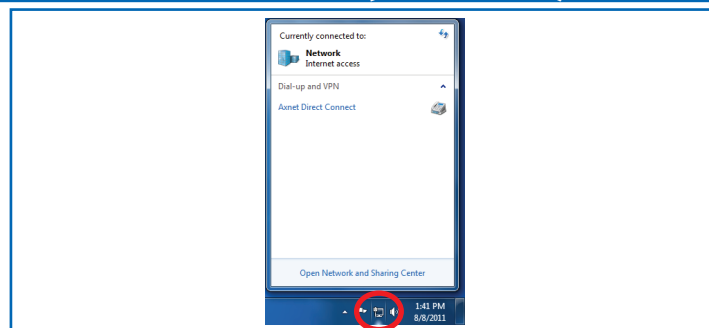 Currently connected to:
Network
Internet access
Dial-up and VPN
Axnet Direct Connect
Open Network and Sharing Center
1:41 PM
8/8/2011